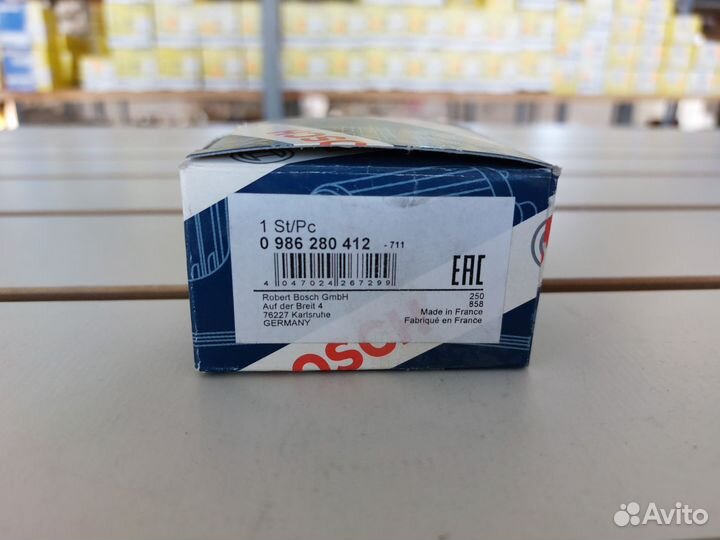 BOSCH
1 St/Pc
0 986 280 412 - 711
4 047024 267299
EAC
Robert Bosch GmbH
Auf der Breit 4
76227 Karlsruhe
GERMANY
250
858
Made in France
Fabriqué en France
OSCH
Avito